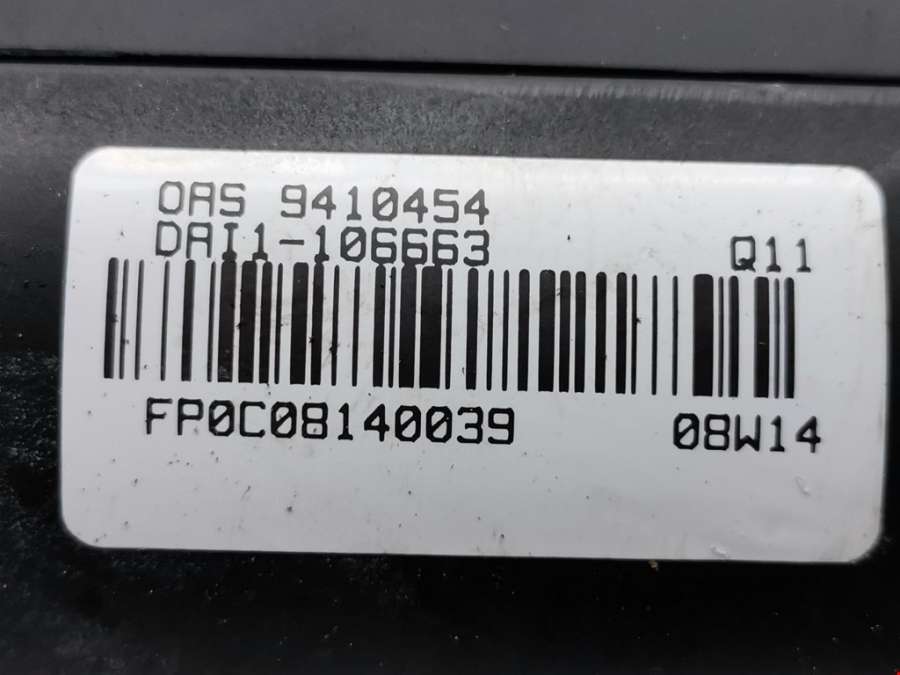 OAS 9410454
DAI1-106663 Q11
FP0C08140039 08W14